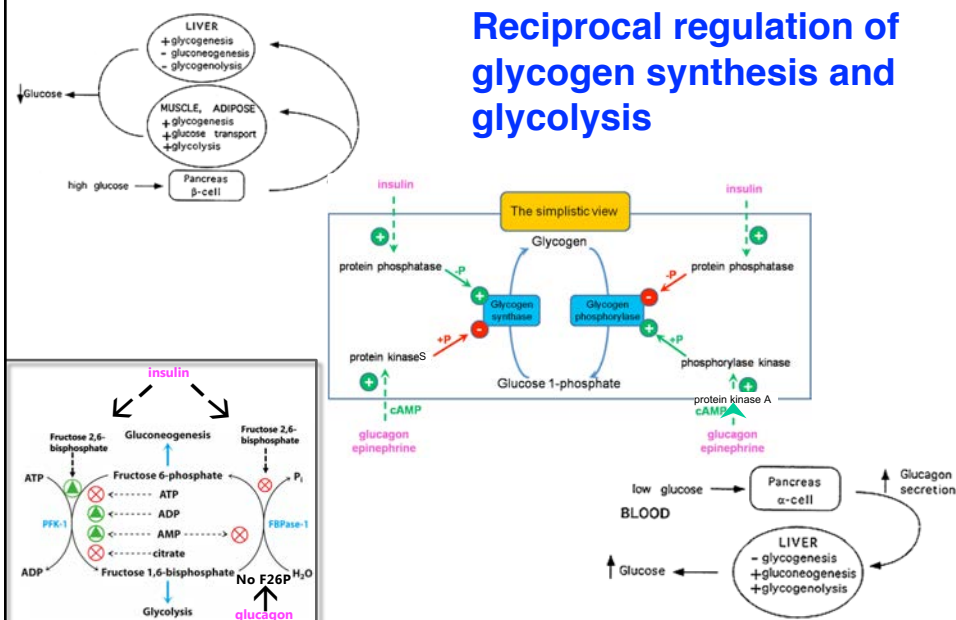 Reciprocal regulation of
glycogen synthesis and
glycolysis
LIVER
+glycogenesis
- gluconeogenesis
- glycogenolysis
↓Glucose
MUSCLE, ADIPOSE
+glycogenesis
+glucose transport
+glycolysis
high glucose
Pancreas
β-cell
insulin
insulin
The simplistic view
+
+
Glycogen
protein phosphatase
protein phosphatase
-P
-P
+
-
Glycogen
synthase
Glycogen
phosphorylase
-
+
+P
+P
protein kinaseS
phosphorylase kinase
+
Glucose 1-phosphate
+
protein kinase A
cAMP
cAMP
glucagon
epinephrine
glucagon
epinephrine
insulin
Fructose 2,6-
bisphosphate
Gluconeogenesis
Fructose 2,6-
bisphosphate
ATP
Fructose 6-phosphate
Pi
ATP
ADP
PFK-1
AMP
FBPase-1
citrate
ADP
Fructose 1,6-bisphosphate
H2O
No F26P
Glycolysis
glucagon
low glucose
BLOOD
Pancreas
α-cell
↑ Glucagon
secretion
LIVER
- glycogenesis
+gluconeogenesis
+glycogenolysis
↑ Glucose